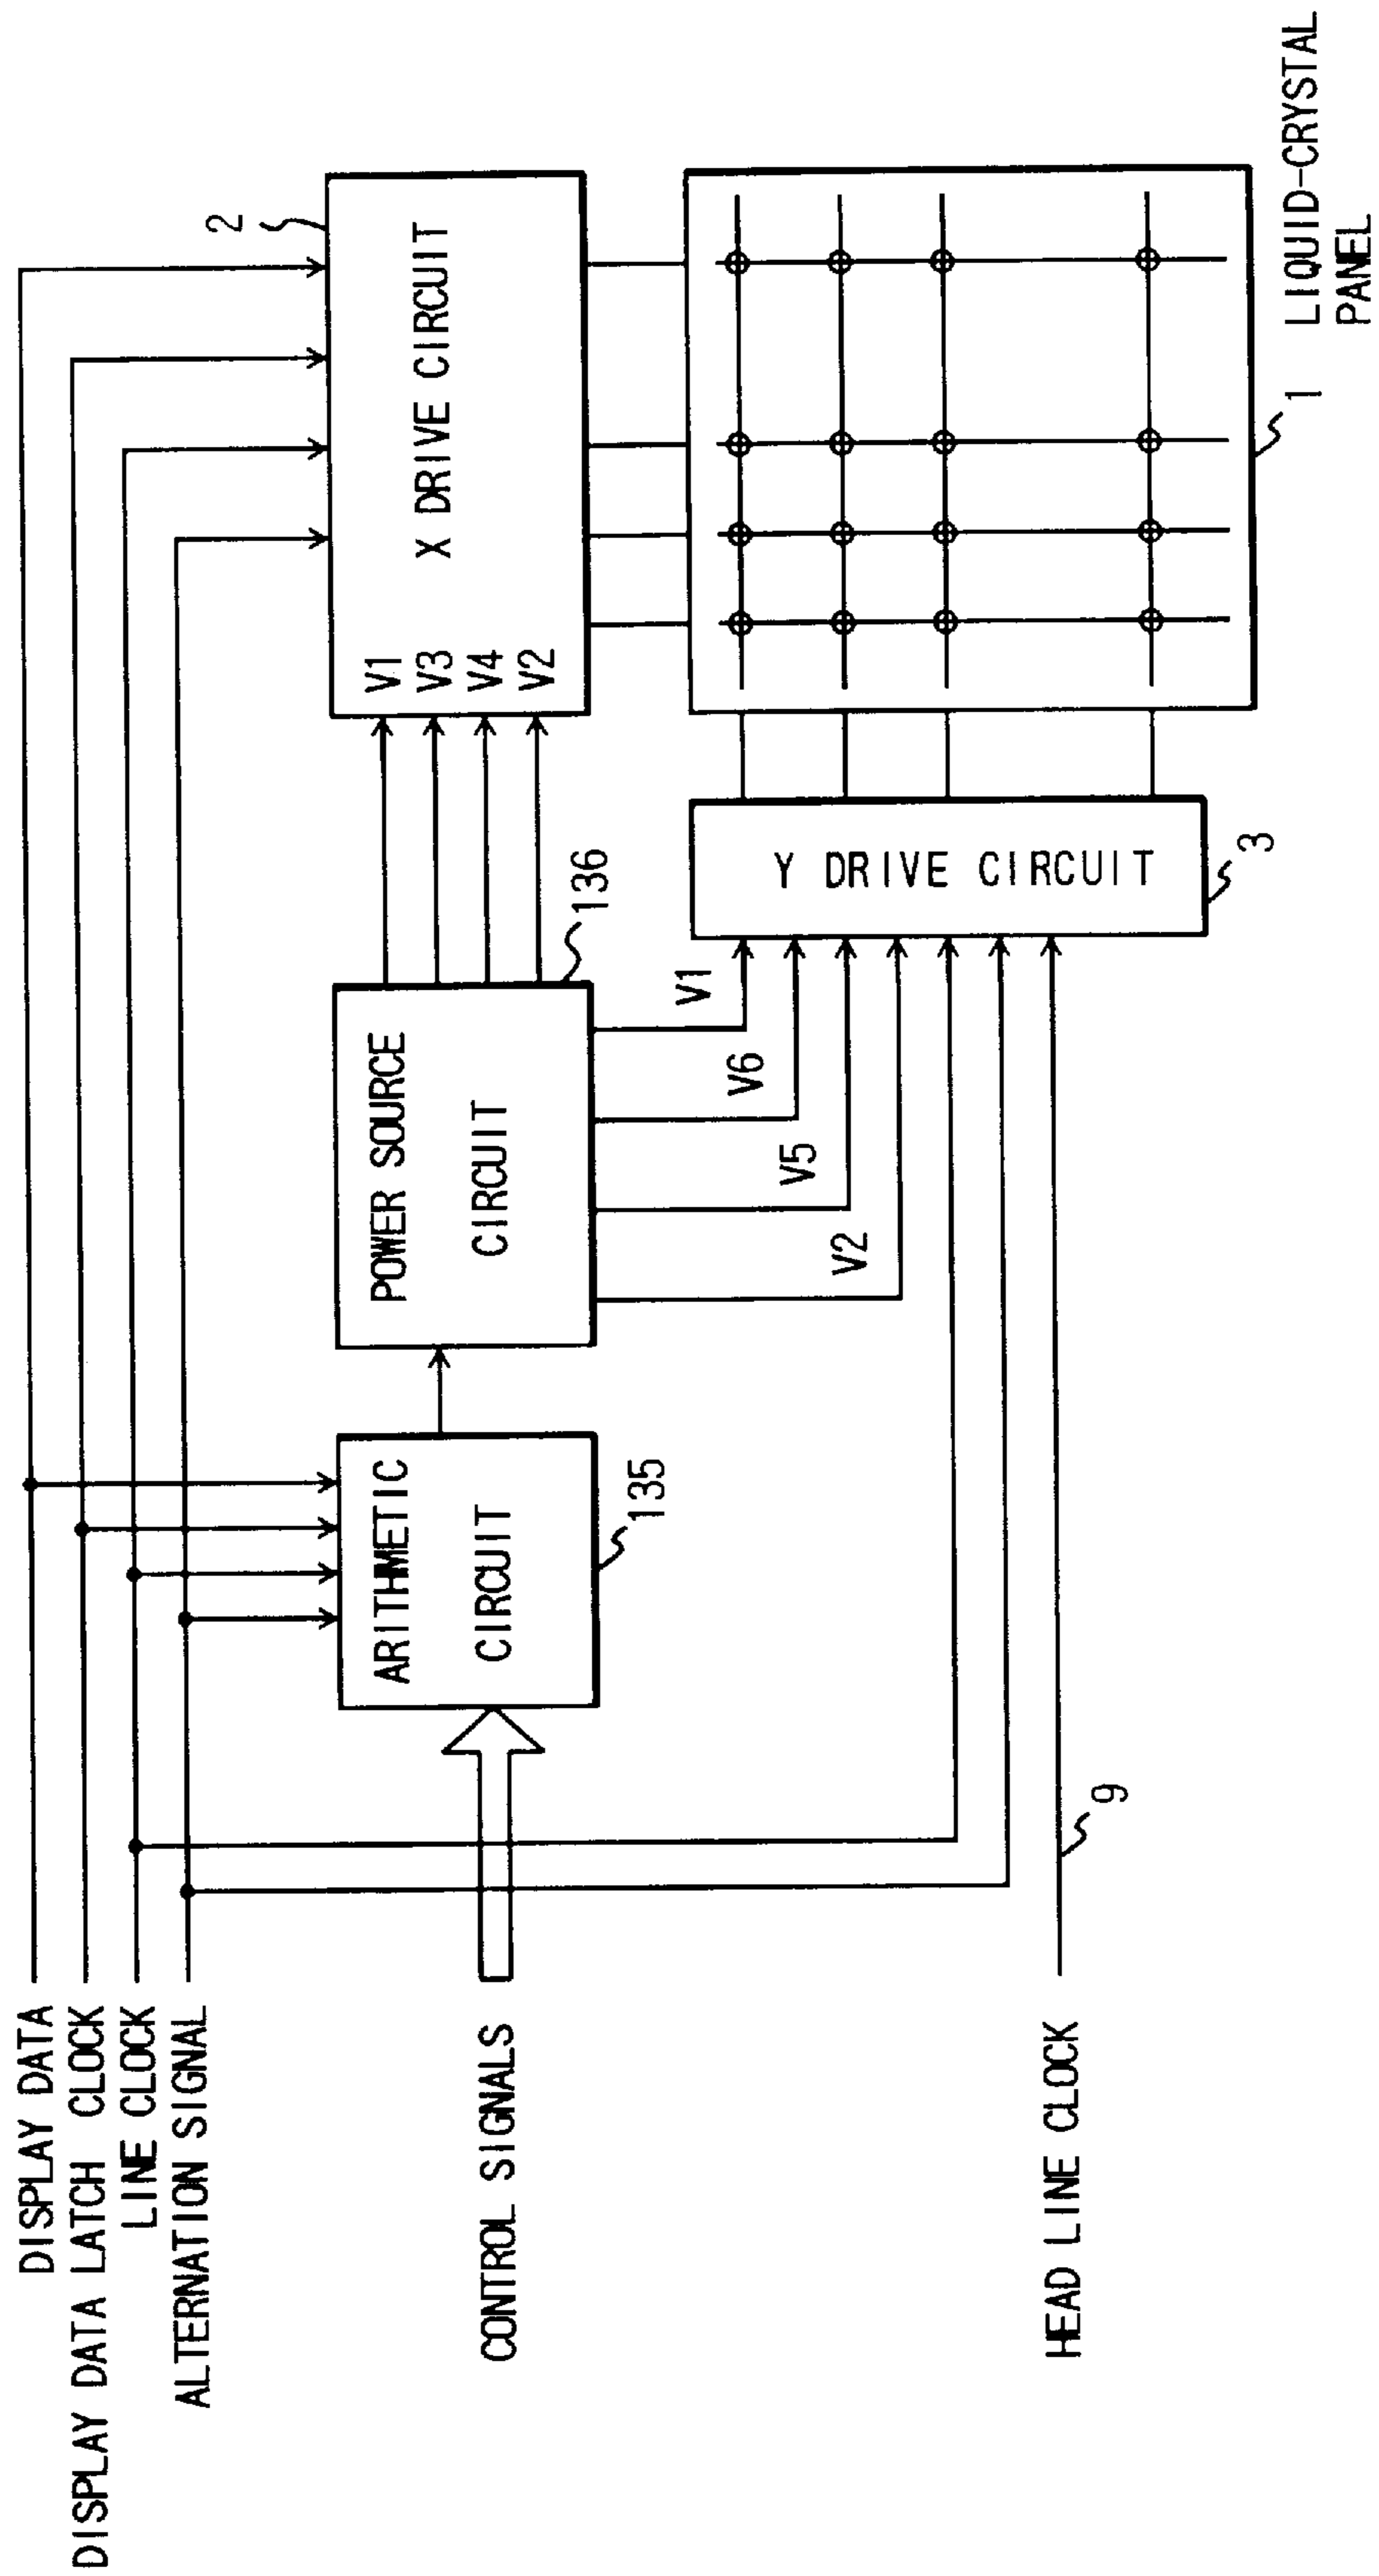 DISPLAY DATA
DISPLAY DATA LATCH CLOCK
LINE CLOCK
ALTERNATION SIGNAL
CONTROL SIGNALS
HEAD LINE CLOCK
9
ARITHMETIC
CIRCUIT
135
POWER SOURCE
CIRCUIT
136
V1
V6
V5
V2
V1
V3
V4
V2
X DRIVE CIRCUIT
2
Y DRIVE CIRCUIT
3
1 LIQUID-CRYSTAL
PANEL